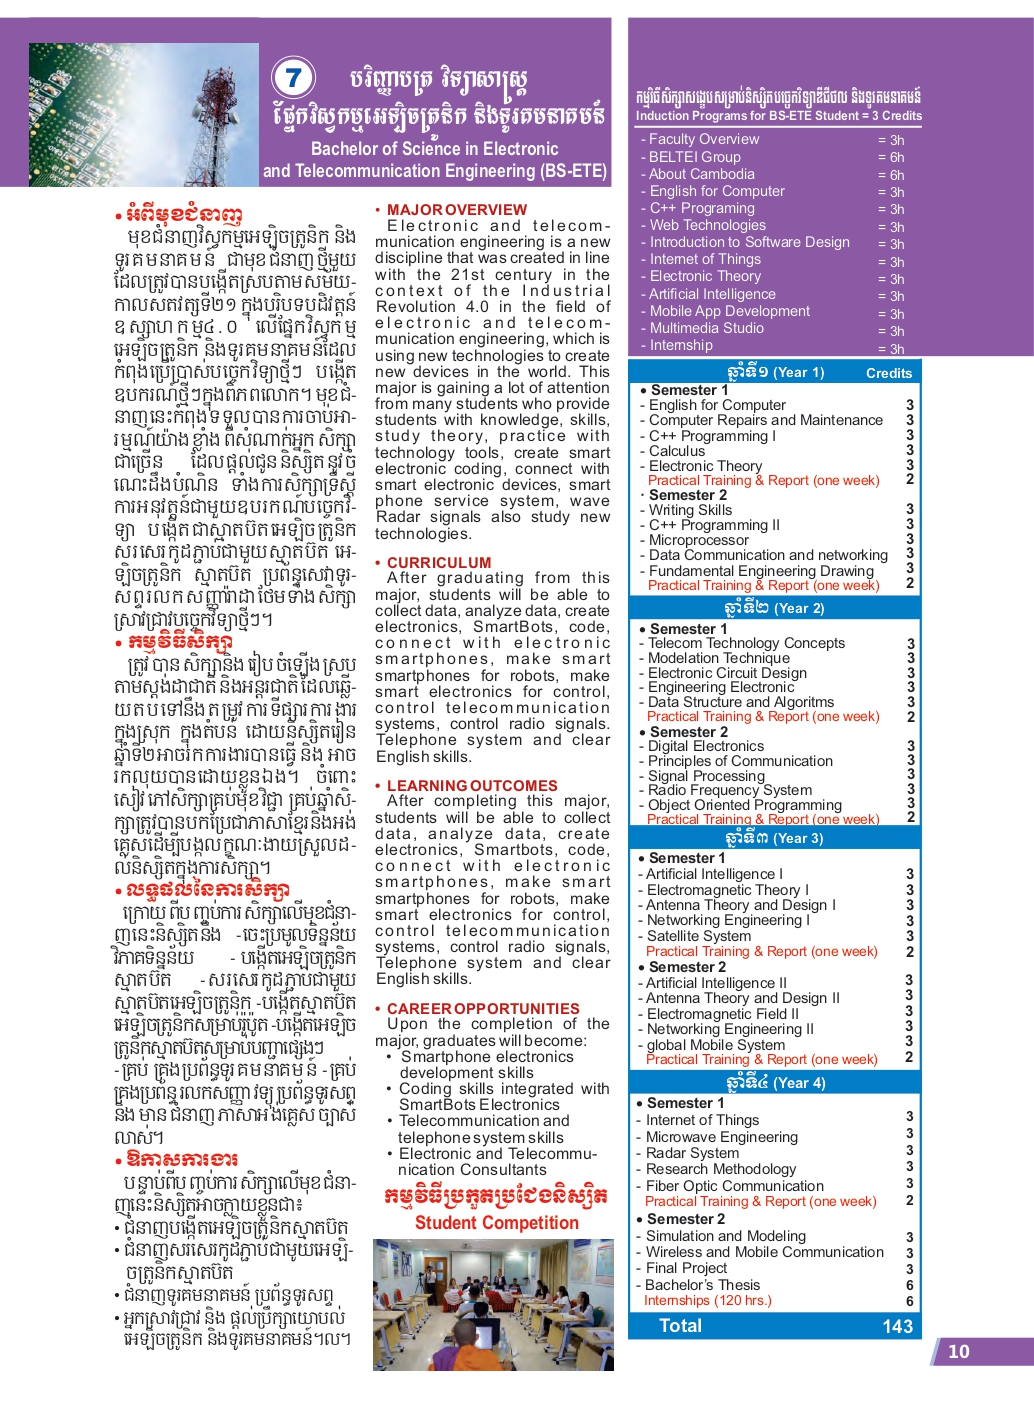 7
បរិញ្ញាបត្រ វិទ្យាសាស្ត្រ
ផ្នែកវិស្វកម្មអេឡិចត្រូនិក និងទូរគមនាគមន៍
Bachelor of Science in Electronic
and Telecommunication Engineering (BS-ETE)
• អំពីមុខជំនាញ
មុខជំនាញវិស្វកម្មអេឡិចត្រូនិក និង
ទូរគមនាគមន៍ ជាមុខជំនាញថ្មីមួយ
ដែលត្រូវបានបង្កើតស្របតាមសម័យ-
កាលសតវត្សទី២១ ក្នុងបរិបទបដិវត្តន៍
ឧស្សាហកម្ម៤.០ លើផ្នែកវិស្វកម្ម
អេឡិចត្រូនិក និងទូរគមនាគមន៍ដែល
កំពុងប្រើប្រាស់បច្ចេកវិទ្យាថ្មីៗ បង្កើត
ឧបករណ៍ថ្មីៗក្នុងពិភពលោក។ មុខជំ-
នាញនេះកំពុងទទួលបានការចាប់អា-
រម្មណ៍យ៉ាងខ្លាំង ពីសំណាក់អ្នកសិក្សា
ជាច្រើន ដែលផ្តល់ជូននិស្សិតនូវចំ
ណេះដឹងបំណិន ទាំងការសិក្សាទ្រឹស្តី
ការអនុវត្តន៍ជាមួយឧបករណ៍បច្ចេកវិ-
ទ្យា បង្កើតជាស្មាតប៊តអេឡិចត្រូនិក
សរសេរកូដភ្ជាប់ជាមួយស្មាតប៊ត អេ-
ឡិចត្រូនិក ស្មាតប៊ត ប្រព័ន្ធសេវាទូរ-
សព្ទ រលកសញ្ញារ៉ាដា ថែមទាំងសិក្សា
ស្រាវជ្រាវបច្ចេកវិទ្យាថ្មីៗ។
• កម្មវិធីសិក្សា
ត្រូវបានសិក្សានិងរៀបចំឡើងស្រប
តាមស្តង់ដាជាតិ និងអន្តរជាតិ ដែលឆ្លើ-
យតបទៅនឹងតម្រូវការទីផ្សារការងារ
ក្នុងស្រុក ក្នុងតំបន់ ដោយនិស្សិតរៀន
ឆ្នាំទី២អាចរកការងារបានធ្វើ និង អាច
រកលុយបានដោយខ្លួនឯង។ ចំពោះ
សៀវភៅសិក្សាគ្រប់មុខវិជ្ជា គ្រប់ឆ្នាំសិ-
ក្សាត្រូវបានបកប្រែជាភាសាខ្មែរនិងអង់
គ្លេសដើម្បីបង្កលក្ខណៈងាយស្រួលដ-
ល់និស្សិតក្នុងការសិក្សា។
• លទ្ធផលនៃការសិក្សា
ក្រោយពីបញ្ចប់ការសិក្សាលើមុខជំនា-
ញនេះនិស្សិតនឹង -ចេះប្រមូលទិន្នន័យ
វិភាគទិន្នន័យ - បង្កើតអេឡិចត្រូនិក
ស្មាតប៊ត -សរសេរកូដភ្ជាប់ជាមួយ
ស្មាតប៊តអេឡិចត្រូនិក -បង្កើតស្មាតប៊ត
អេឡិចត្រូនិកសម្រាប់រ៉ូប៉ូត -បង្កើតអេឡិច
ត្រូនិកស្មាតប៊តសម្រាប់បញ្ជាផ្សេងៗ
-គ្រប់គ្រងប្រព័ន្ធទូរគមនាគមន៍ -គ្រប់
គ្រងប្រព័ន្ធរលកសញ្ញាវិទ្យុ ប្រព័ន្ធទូរសព្ទ
និង មានជំនាញភាសាអង់គ្លេសច្បាស់
លាស់។
• ឱកាសការងារ
បន្ទាប់ពីបញ្ចប់ការសិក្សាលើមុខជំនា-
ញនេះនិស្សិតអាចក្លាយខ្លួនជា៖
• ជំនាញបង្កើតអេឡិចត្រូនិកស្មាតប៊ត
• ជំនាញសរសេរកូដភ្ជាប់ជាមួយអេឡិ-
ចត្រូនិកស្មាតប៊ត
• ជំនាញទូរគមនាគមន៍ ប្រព័ន្ធទូរសព្ទ
• អ្នកស្រាវជ្រាវ និង ផ្តល់ប្រឹក្សាយោបល់
អេឡិចត្រូនិក និងទូរគមនាគមន៍។ល។
• MAJOR OVERVIEW
Electronic and telecom-
munication engineering is a new
discipline that was created in line
with the 21st century in the
context of the Industrial
Revolution 4.0 in the field of
electronic and telecom-
munication engineering, which is
using new technologies to create
new devices in the world. This
major is gaining a lot of attention
from many students who provide
students with knowledge, skills,
study theory, practice with
technology tools, create smart
electronic coding, connect with
smart electronic devices, smart
phone service system, wave
Radar signals also study new
technologies.
• CURRICULUM
After graduating from this
major, students will be able to
collect data, analyze data, create
electronics, SmartBots, code,
connect with electronic
smartphones, make smart
smartphones for robots, make
smart electronics for control,
control telecommunication
systems, control radio signals.
Telephone system and clear
English skills.
• LEARNING OUTCOMES
After completing this major,
students will be able to collect
data, analyze data, create
electronics, Smartbots, code,
connect with electronic
smartphones, make smart
smartphones for robots, make
smart electronics for control,
control telecommunication
systems, control radio signals,
Telephone system and clear
English skills.
• CAREER OPPORTUNITIES
Upon the completion of the
major, graduates will become:
• Smartphone electronics
development skills
• Coding skills integrated with
SmartBots Electronics
• Telecommunication and
telephone system skills
• Electronic and Telecommu-
nication Consultants
កម្មវិធីប្រកួតប្រជែងនិស្សិត
Student Competition
កម្មវិធីសិក្សាសង្ខេបសម្រាប់និស្សិតបច្ចេកវិទ្យាឌីជីថល និងទូរគមនាគមន៍
Induction Programs for BS-ETE Student = 3 Credits
- Faculty Overview = 3h
- BELTEI Group = 6h
- About Cambodia = 6h
- English for Computer = 3h
- C++ Programing = 3h
- Web Technologies = 3h
- Introduction to Software Design = 3h
- Internet of Things = 3h
- Electronic Theory = 3h
- Artificial Intelligence = 3h
- Mobile App Development = 3h
- Multimedia Studio = 3h
- Internship = 3h
ឆ្នាំទី១ (Year 1) Credits
• Semester 1
- English for Computer 3
- Computer Repairs and Maintenance 3
- C++ Programming I 3
- Calculus 3
- Electronic Theory 3
Practical Training & Report (one week) 2
· Semester 2
- Writing Skills 3
- C++ Programming II 3
- Microprocessor 3
- Data Communication and networking 3
- Fundamental Engineering Drawing 3
Practical Training & Report (one week) 2
ឆ្នាំទី២ (Year 2)
• Semester 1
- Telecom Technology Concepts 3
- Modelation Technique 3
- Electronic Circuit Design 3
- Engineering Electronic 3
- Data Structure and Algoritms 3
Practical Training & Report (one week) 2
• Semester 2
- Digital Electronics 3
- Principles of Communication 3
- Signal Processing 3
- Radio Frequency System 3
- Object Oriented Programming 3
Practical Training & Report (one week) 2
ឆ្នាំទី៣ (Year 3)
• Semester 1
- Artificial Intelligence I 3
- Electromagnetic Theory I 3
- Antenna Theory and Design I 3
- Networking Engineering I 3
- Satellite System 3
Practical Training & Report (one week) 2
• Semester 2
- Artificial Intelligence II 3
- Antenna Theory and Design II 3
- Electromagnetic Field II 3
- Networking Engineering II 3
- global Mobile System 3
Practical Training & Report (one week) 2
ឆ្នាំទី៤ (Year 4)
• Semester 1
- Internet of Things 3
- Microwave Engineering 3
- Radar System 3
- Research Methodology 3
- Fiber Optic Communication 3
Practical Training & Report (one week) 2
• Semester 2
- Simulation and Modeling 3
- Wireless and Mobile Communication 3
- Final Project 3
- Bachelor's Thesis 6
Internships (120 hrs.) 6
Total 143
10